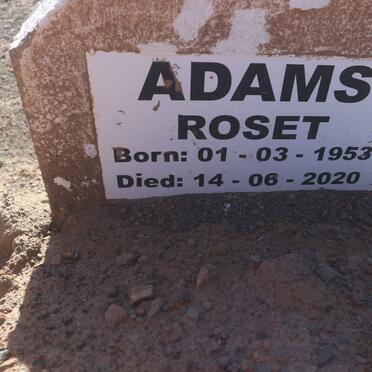 ADAMS
ROSET
Born: 01 - 03 - 1953
Died: 14 - 06 - 2020